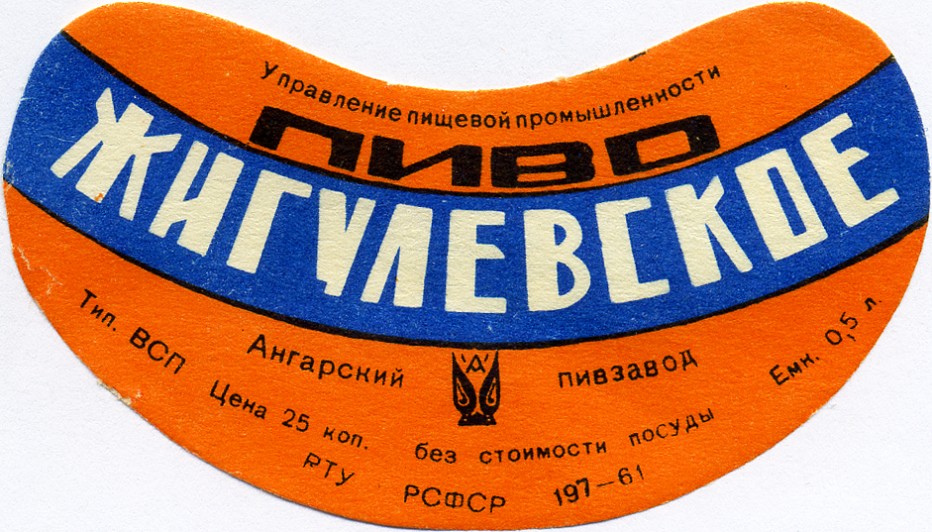 Управление пищевой промышленности
ПИВО
ЖИГУЛЕВСКОЕ
Ангарский пивзавод
Тип. ВСП Цена 25 коп. без стоимости посуды Емк. 0,5 л.
РТУ РСФСР 197—61